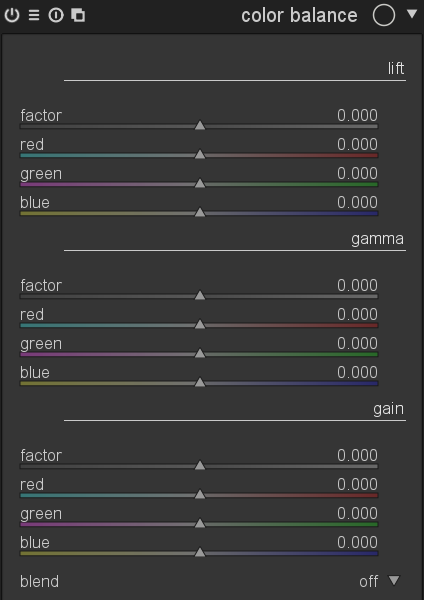 color balance
lift
factor 0.000
red 0.000
green 0.000
blue 0.000
gamma
factor 0.000
red 0.000
green 0.000
blue 0.000
gain
factor 0.000
red 0.000
green 0.000
blue 0.000
blend off